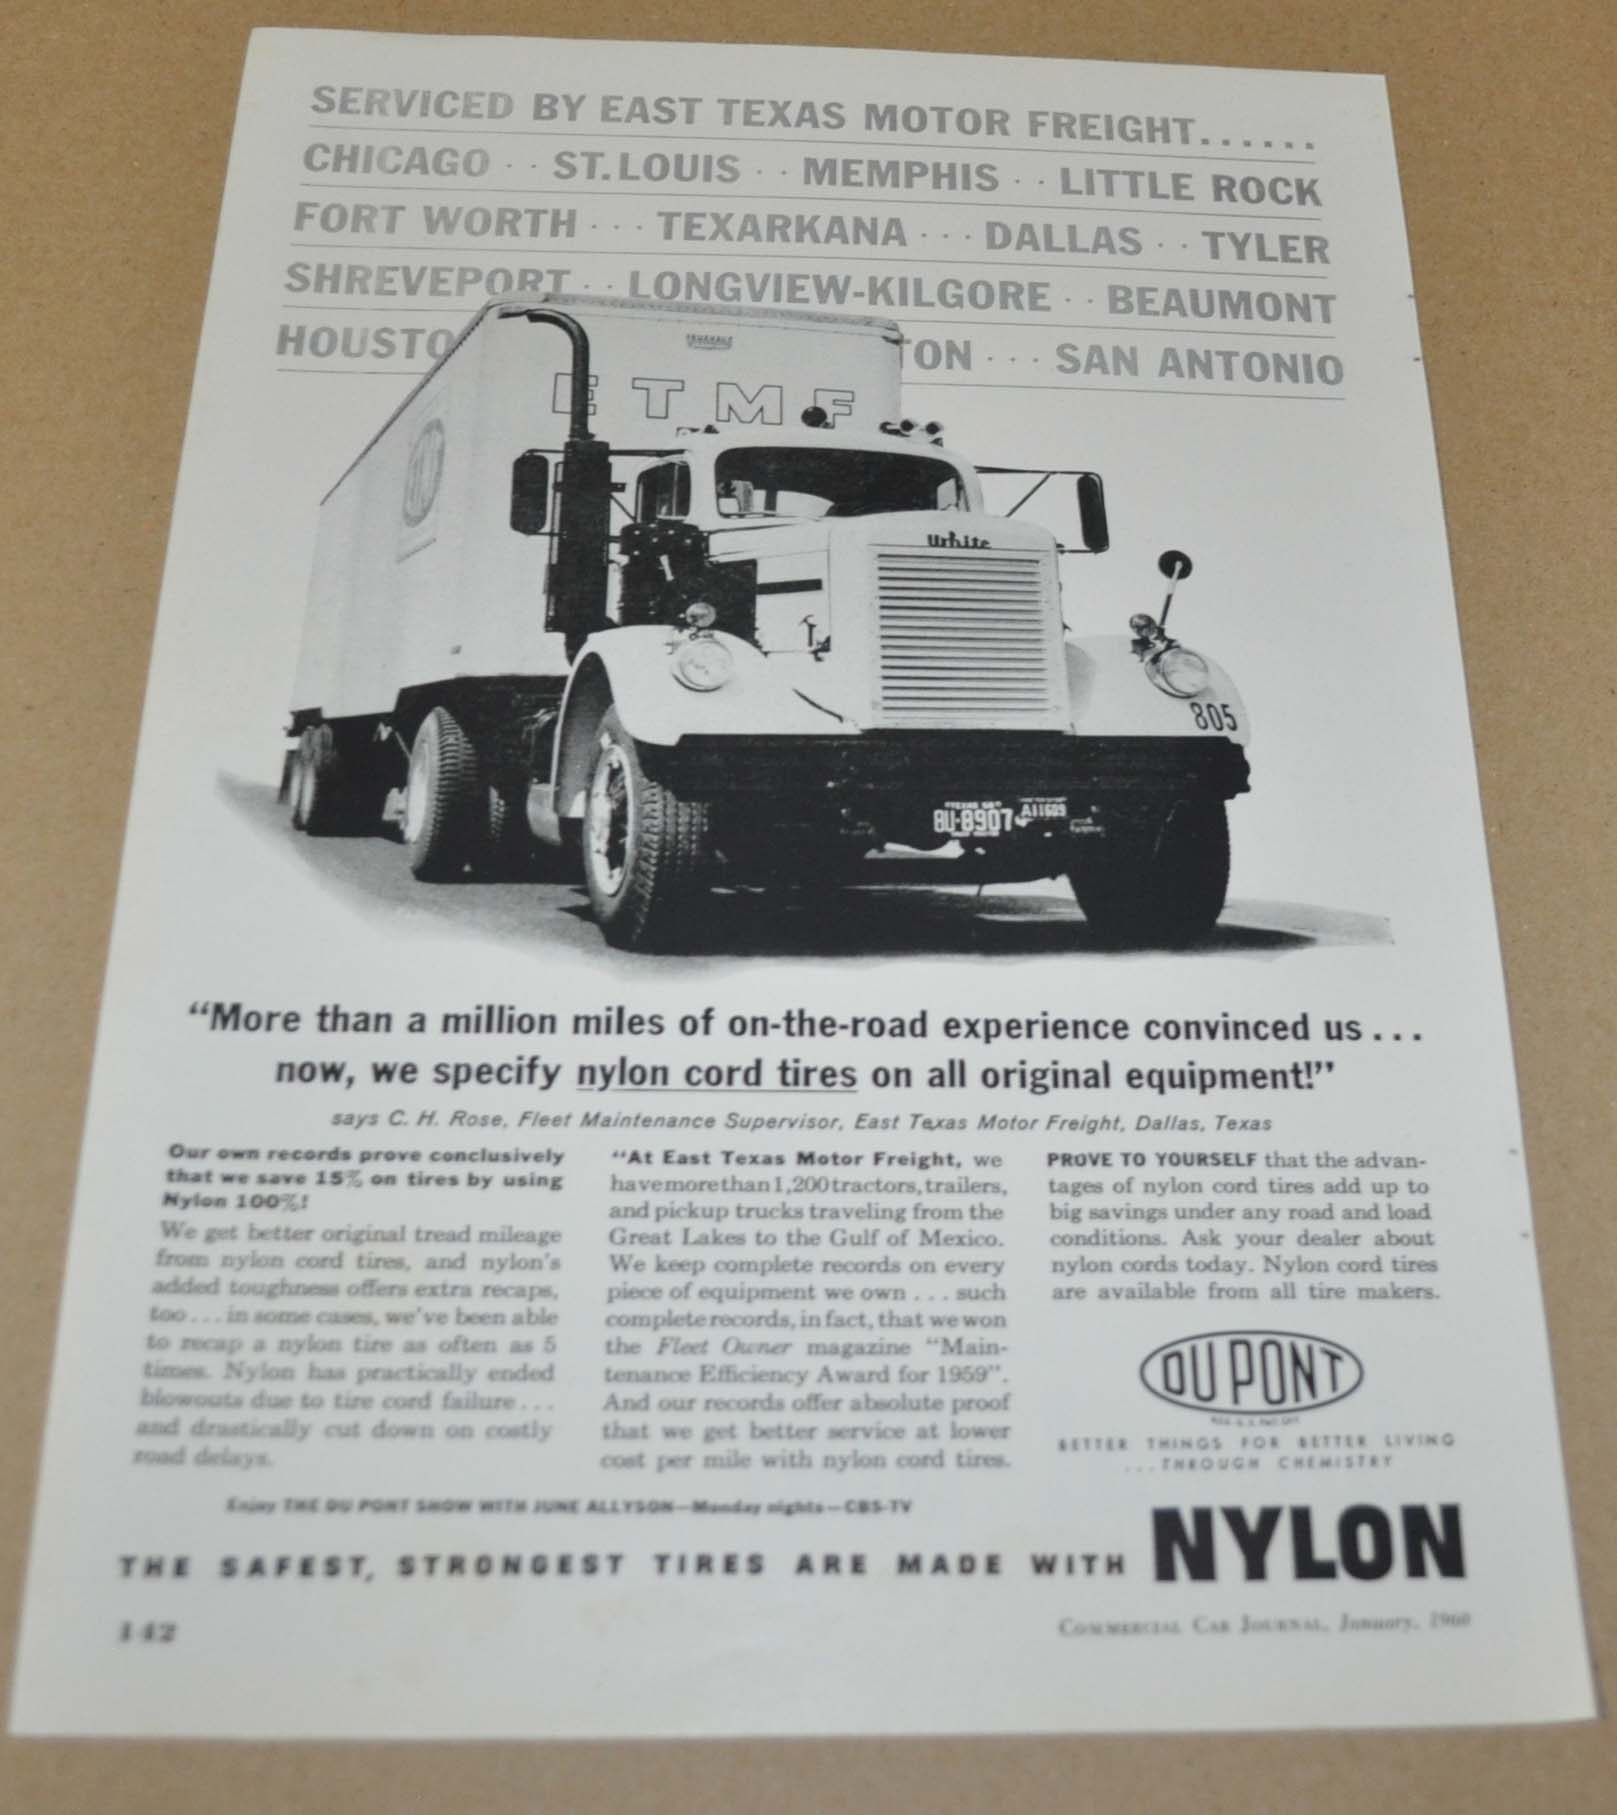 SERVICED BY EAST TEXAS MOTOR FREIGHT......
CHICAGO · · ST. LOUIS · · MEMPHIS · · LITTLE ROCK
FORT WORTH · · · TEXARKANA · · · DALLAS · · TYLER
SHREVEPORT · · LONGVIEW-KILGORE · · BEAUMONT
HOUSTO TON · · · SAN ANTONIO
ETMF
White
805
BU-8907
A11609
“More than a million miles of on-the-road experience convinced us...
now, we specify nylon cord tires on all original equipment!”
says C. H. Rose, Fleet Maintenance Supervisor, East Texas Motor Freight, Dallas, Texas
Our own records prove conclusively
that we save 15% on tires by using
Nylon 100%!
We get better original tread mileage
from nylon cord tires, and nylon's
added toughness offers extra recaps,
too...in some cases, we've been able
to recap a nylon tire as often as 5
times. Nylon has practically ended
blowouts due to tire cord failure...
and drastically cut down on costly
road delays.
“At East Texas Motor Freight, we
have more than 1,200 tractors, trailers,
and pickup trucks traveling from the
Great Lakes to the Gulf of Mexico.
We keep complete records on every
piece of equipment we own...such
complete records, in fact, that we won
the Fleet Owner magazine “Main-
tenance Efficiency Award for 1959”.
And our records offer absolute proof
that we get better service at lower
cost per mile with nylon cord tires.
PROVE TO YOURSELF that the advan-
tages of nylon cord tires add up to
big savings under any road and load
conditions. Ask your dealer about
nylon cords today. Nylon cord tires
are available from all tire makers.
DU PONT
REG. U.S. PAT. OFF.
BETTER THINGS FOR BETTER LIVING
...THROUGH CHEMISTRY
Enjoy THE DU PONT SHOW WITH JUNE ALLYSON—Monday nights—CBS-TV
THE SAFEST, STRONGEST TIRES ARE MADE WITH NYLON
142
COMMERCIAL CAR JOURNAL, January, 1960